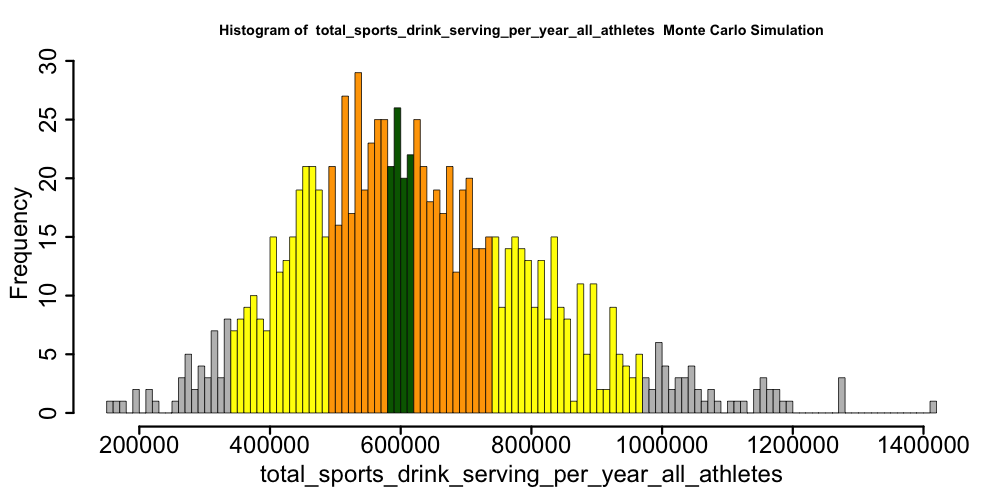 Histogram of total_sports_drink_serving_per_year_all_athletes Monte Carlo Simulation
30
25
20
15
10
5
0
Frequency
200000 400000 600000 800000 1000000 1200000 1400000
total_sports_drink_serving_per_year_all_athletes